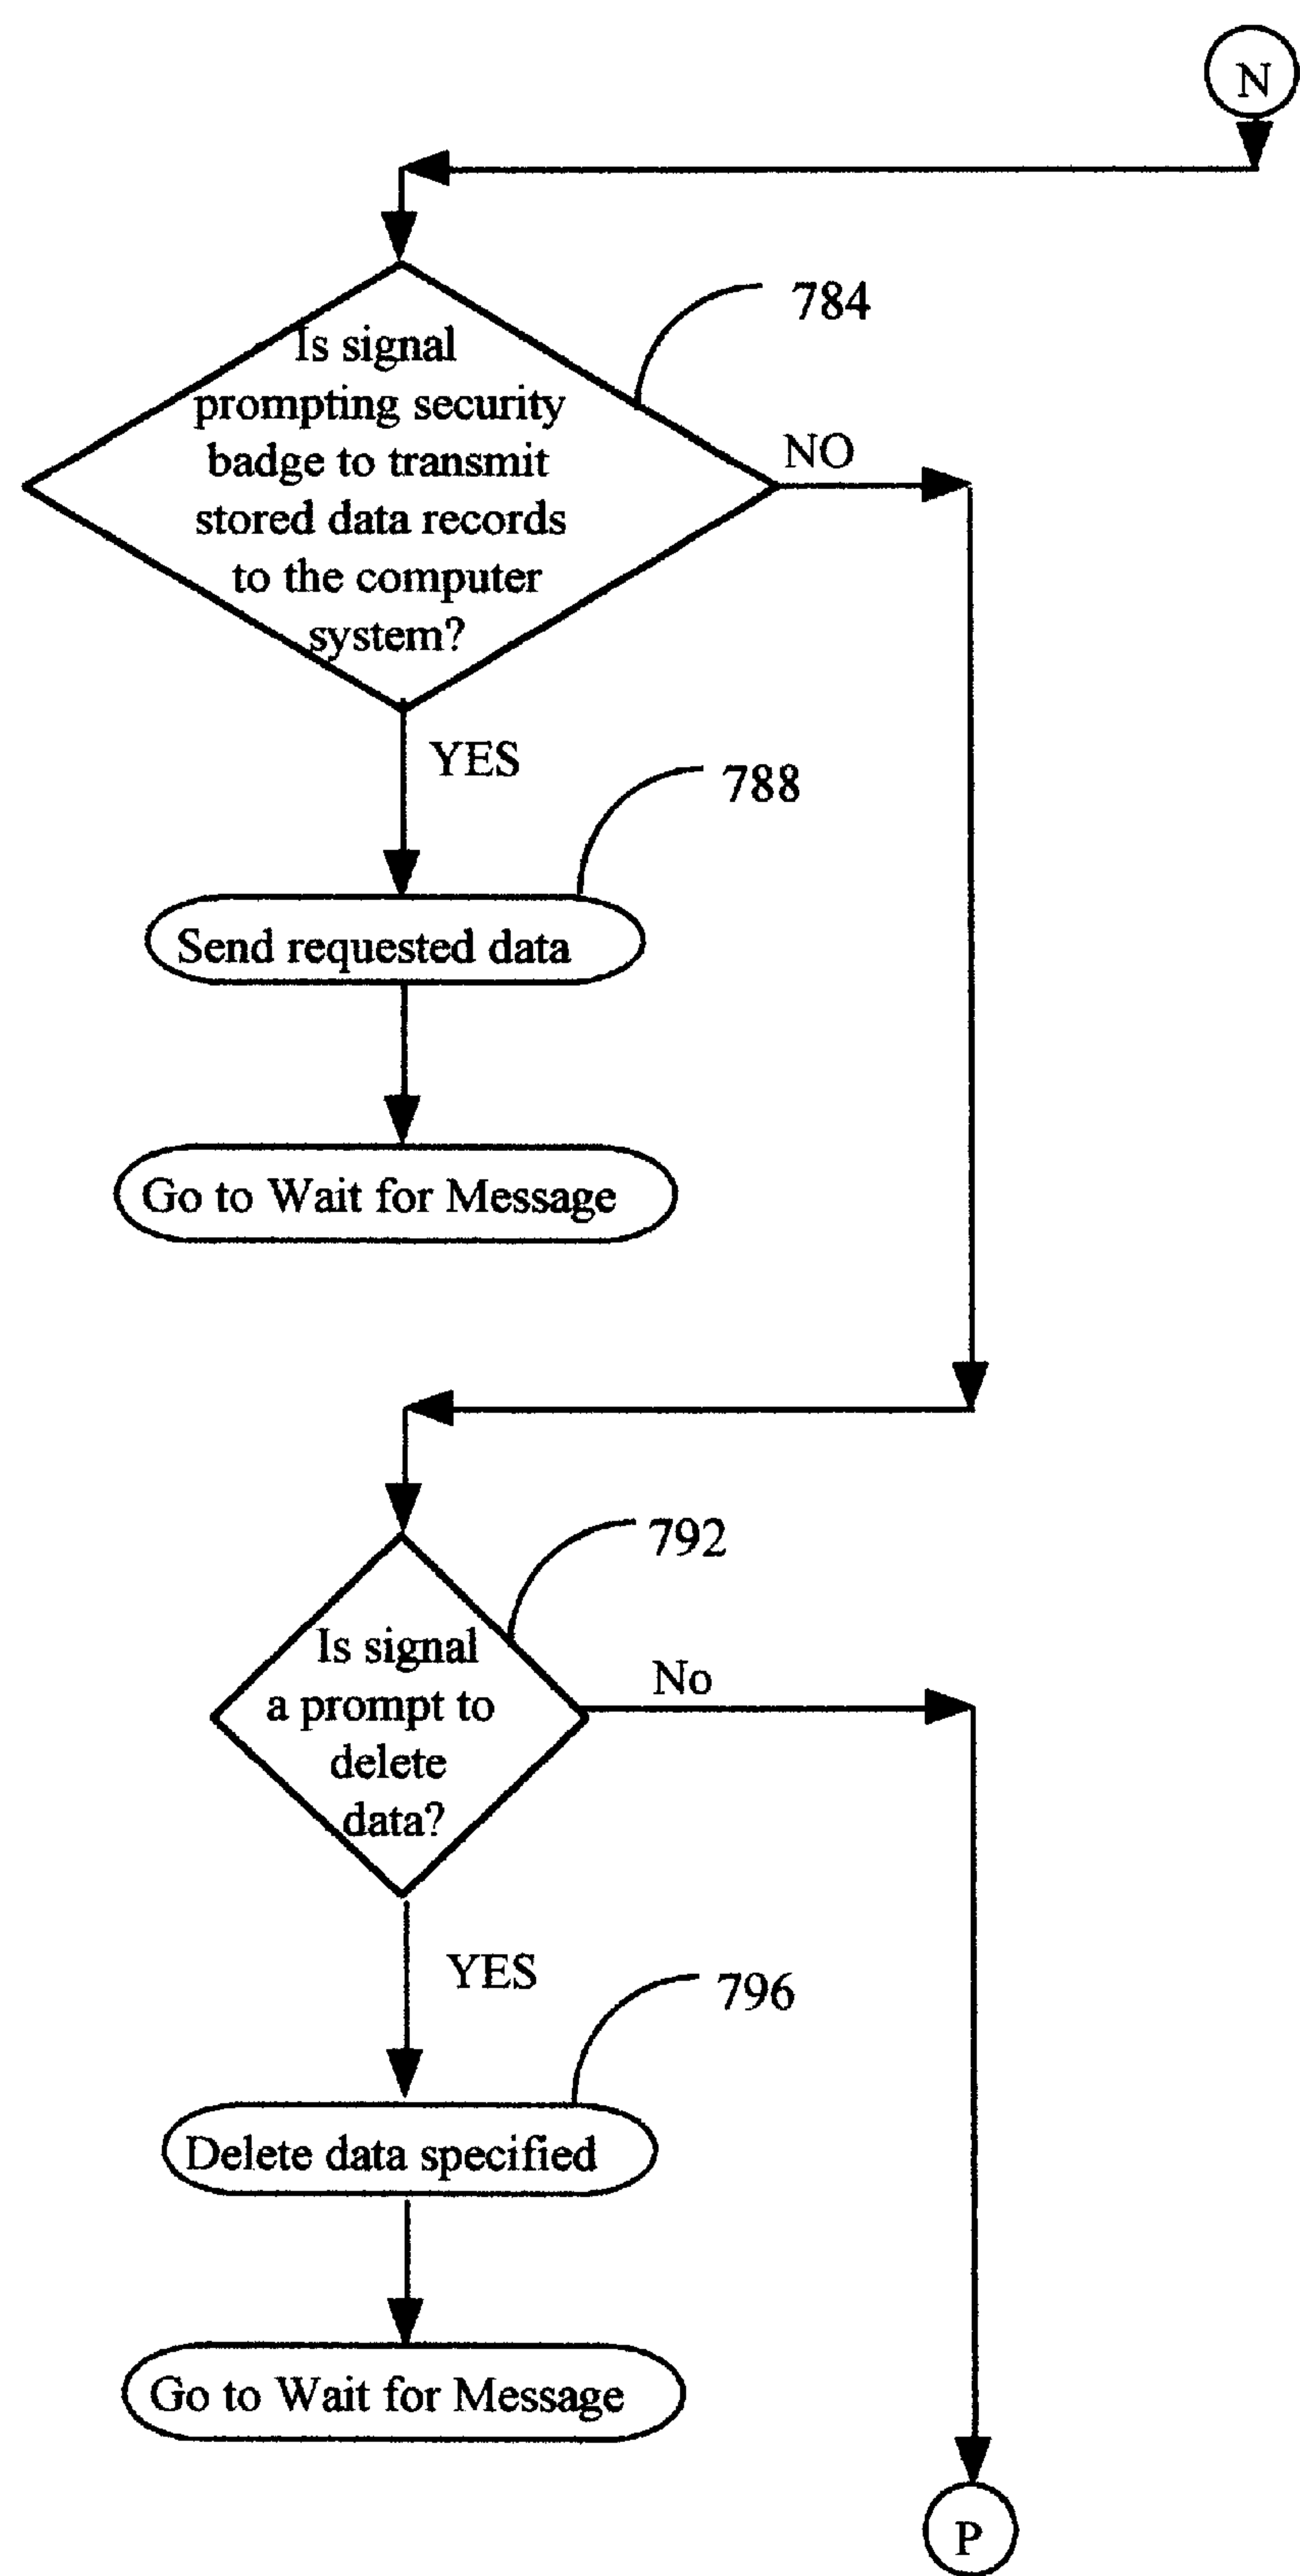 N
784
Is signal
prompting security
badge to transmit
stored data records
to the computer
system?
NO
YES
788
Send requested data
Go to Wait for Message
792
Is signal
a prompt to
delete
data?
No
YES
796
Delete data specified
Go to Wait for Message
P